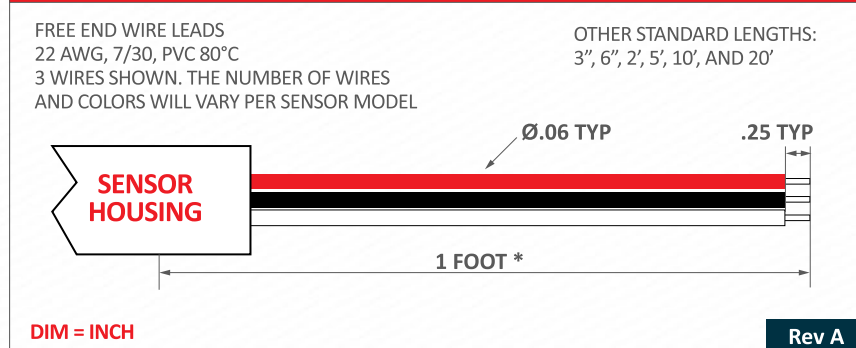 FREE END WIRE LEADS
22 AWG, 7/30, PVC 80°C
3 WIRES SHOWN. THE NUMBER OF WIRES
AND COLORS WILL VARY PER SENSOR MODEL
OTHER STANDARD LENGTHS:
3”, 6”, 2’, 5’, 10’, AND 20’
Ø.06 TYP
.25 TYP
SENSOR
HOUSING
1 FOOT *
DIM = INCH
Rev A